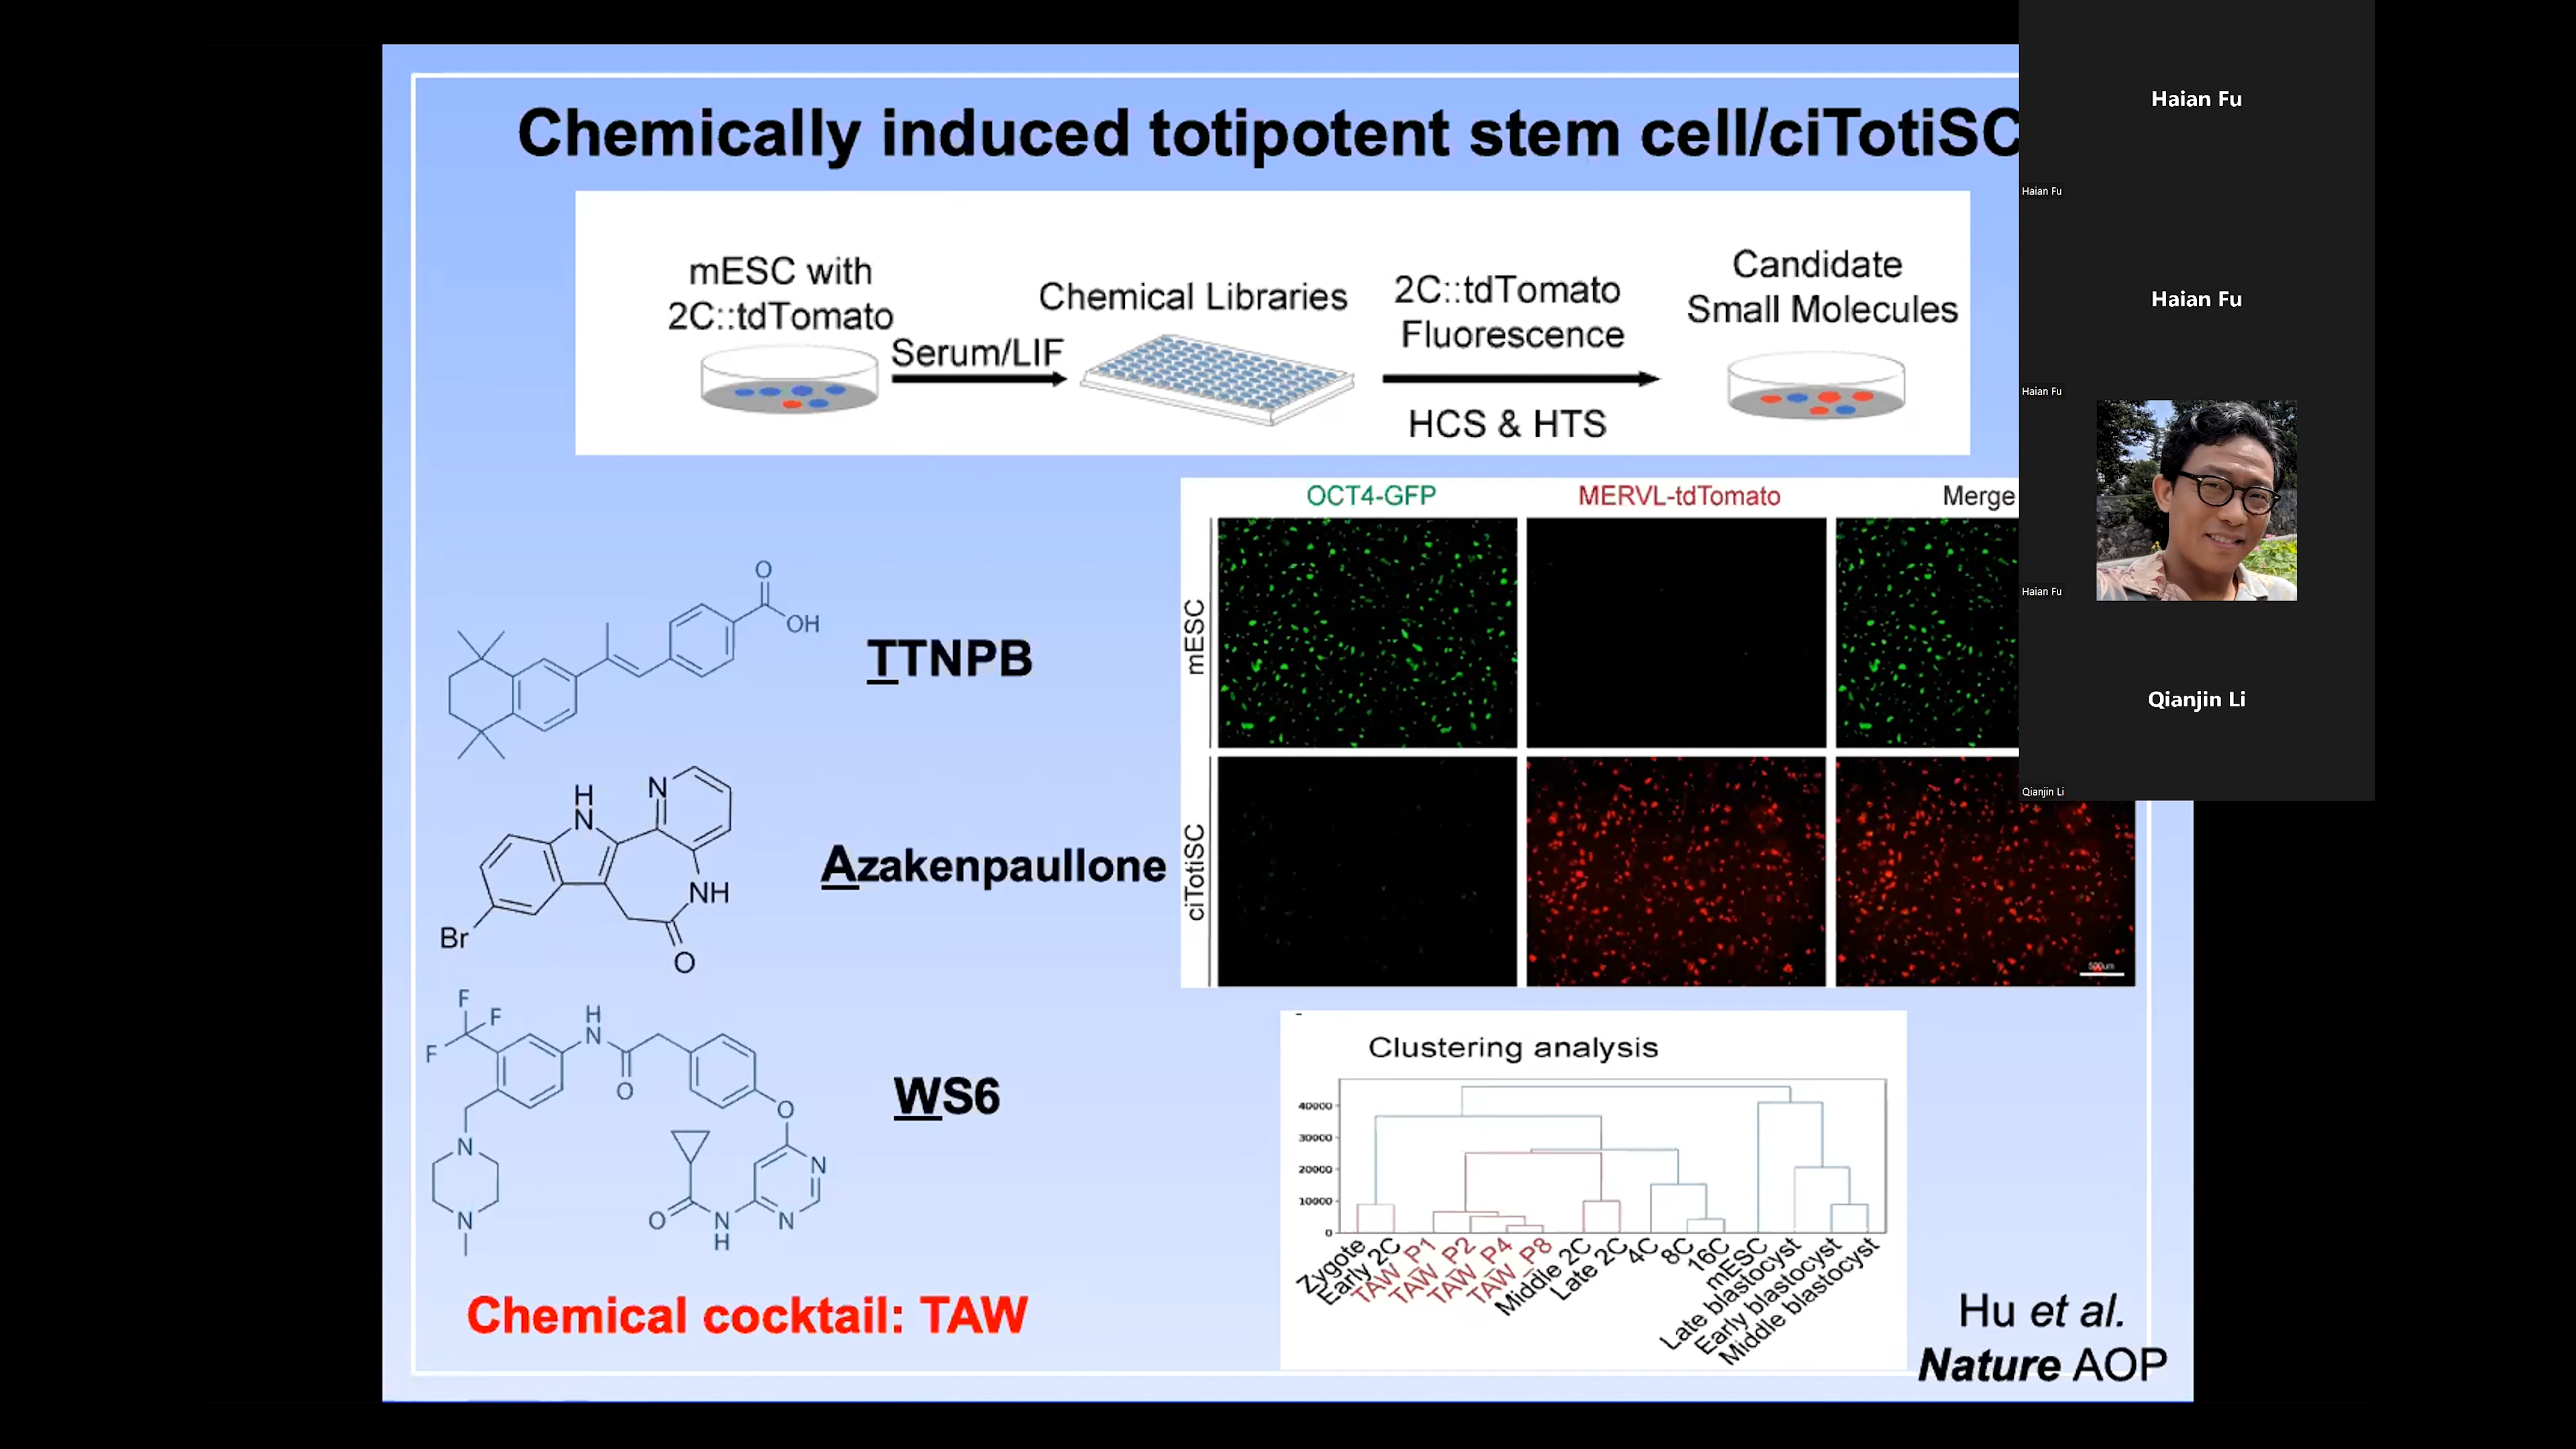 Chemically induced totipotent stem cell/ciTotiSC
mESC with
2C::tdTomato
Serum/LIF
Chemical Libraries
2C::tdTomato
Fluorescence
HCS & HTS
Candidate
Small Molecules
O
OH
TTNPB
H
N
N
NH
Br
O
Azakenpaullone
F
F
F
H
N
O
O
N
N
N
N
O
N
H
WS6
Chemical cocktail: TAW
OCT4-GFP
MERVL-tdTomato
Merge
mESC
ciTotiSC
500um
Clustering analysis
40000
30000
20000
10000
0
Zygote
Early 2C
TAW_P1
TAW_P2
TAW_P4
TAW_P8
Middle 2C
Late 2C
4C
8C
16C
mESC
Late blastocyst
Early blastocyst
Middle blastocyst
Hu et al.
Nature AOP
Haian Fu
Haian Fu
Haian Fu
Haian Fu
Haian Fu
Qianjin Li
Qianjin Li